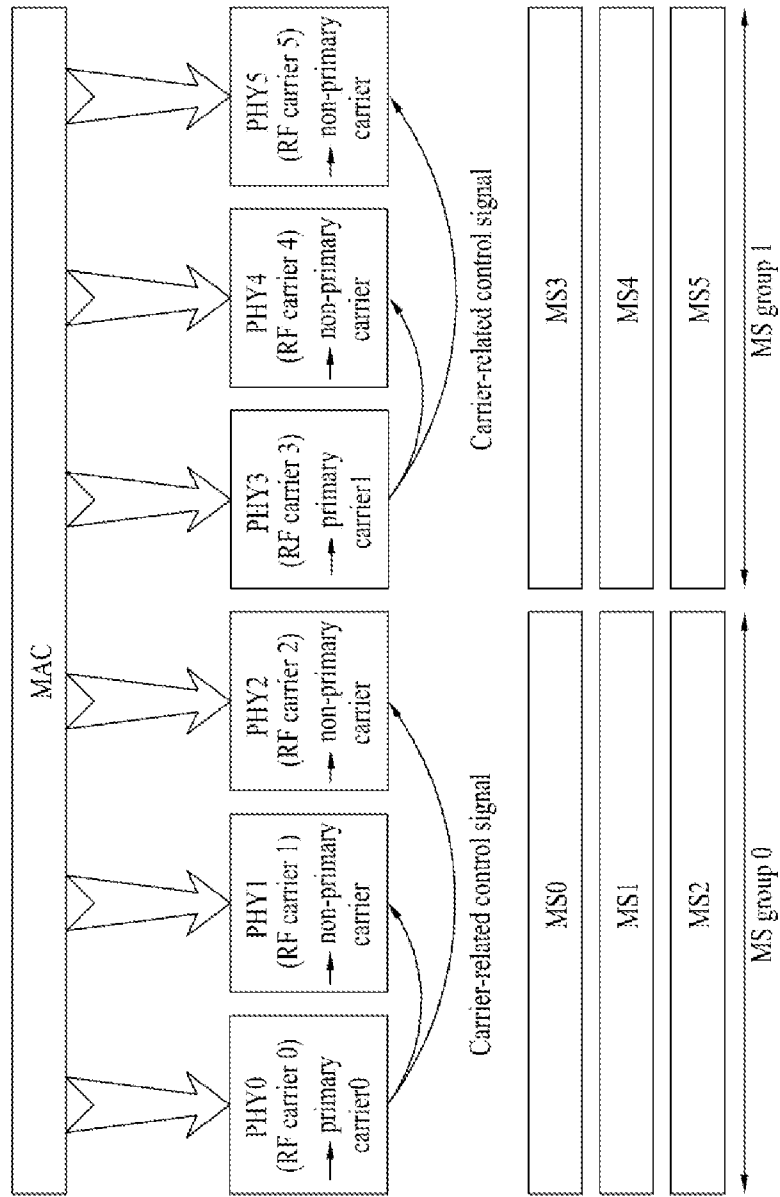 MAC
PHY0
(RF carrier 0)
→ primary
carrier0
PHY1
(RF carrier 1)
→ non-primary
carrier
PHY2
(RF carrier 2)
→ non-primary
carrier
PHY3
(RF carrier 3)
→ primary
carrier1
PHY4
(RF carrier 4)
→ non-primary
carrier
PHY5
(RF carrier 5)
→ non-primary
carrier
Carrier-related control signal
Carrier-related control signal
MS0
MS1
MS2
MS group 0
MS3
MS4
MS5
MS group 1